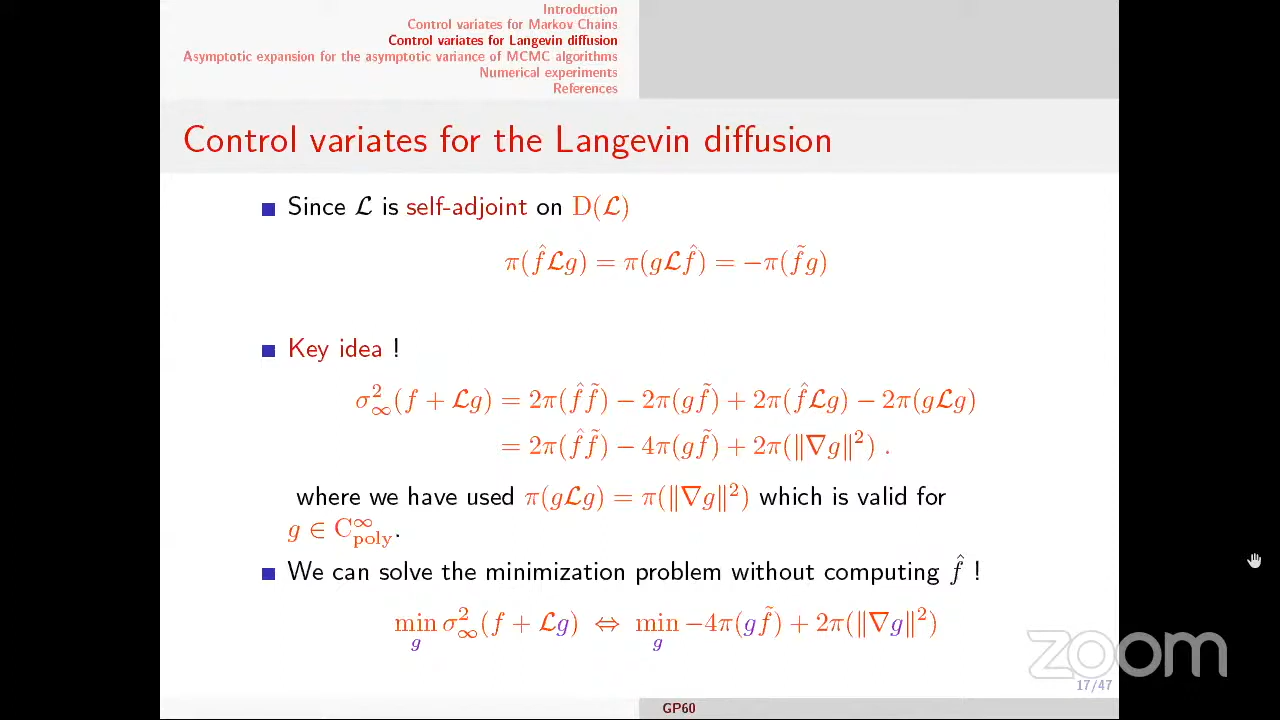 Introduction
Control variates for Markov Chains
Control variates for Langevin diffusion
Asymptotic expansion for the asymptotic variance of MCMC algorithms
Numerical experiments
References
Control variates for the Langevin diffusion
Since ℒ is self-adjoint on D(ℒ)
π(f̂ℒg) = π(gℒf̂) = −π(f̃g)
Key idea !
σ²∞(f + ℒg) = 2π(f̂f̃) − 2π(gf̃) + 2π(f̂ℒg) − 2π(gℒg)
= 2π(f̂f̃) − 4π(gf̃) + 2π(‖∇g‖²) .
where we have used π(gℒg) = π(‖∇g‖²) which is valid for
g ∈ C∞poly.
We can solve the minimization problem without computing f̂ !
min_g σ²∞(f + ℒg) ⇔ min_g −4π(gf̃) + 2π(‖∇g‖²)
zoom
17/47
GP60